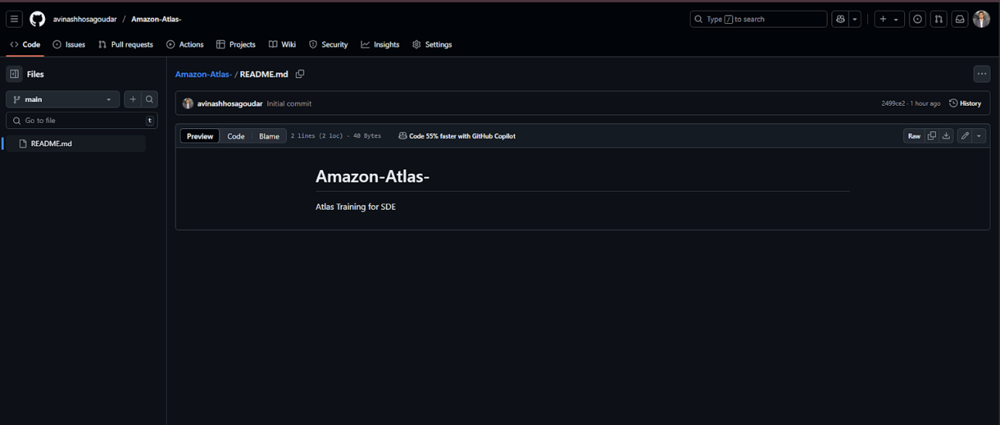 avinashhosagoudar / Amazon-Atlas-
Type / to search
Code Issues Pull requests Actions Projects Wiki Security Insights Settings
Files
main
Go to file t
README.md
Amazon-Atlas- / README.md
avinashhosagoudar Initial commit
2499ce2 · 1 hour ago History
Preview Code Blame 2 lines (2 loc) · 40 Bytes Code 55% faster with GitHub Copilot
Raw
Amazon-Atlas-
Atlas Training for SDE